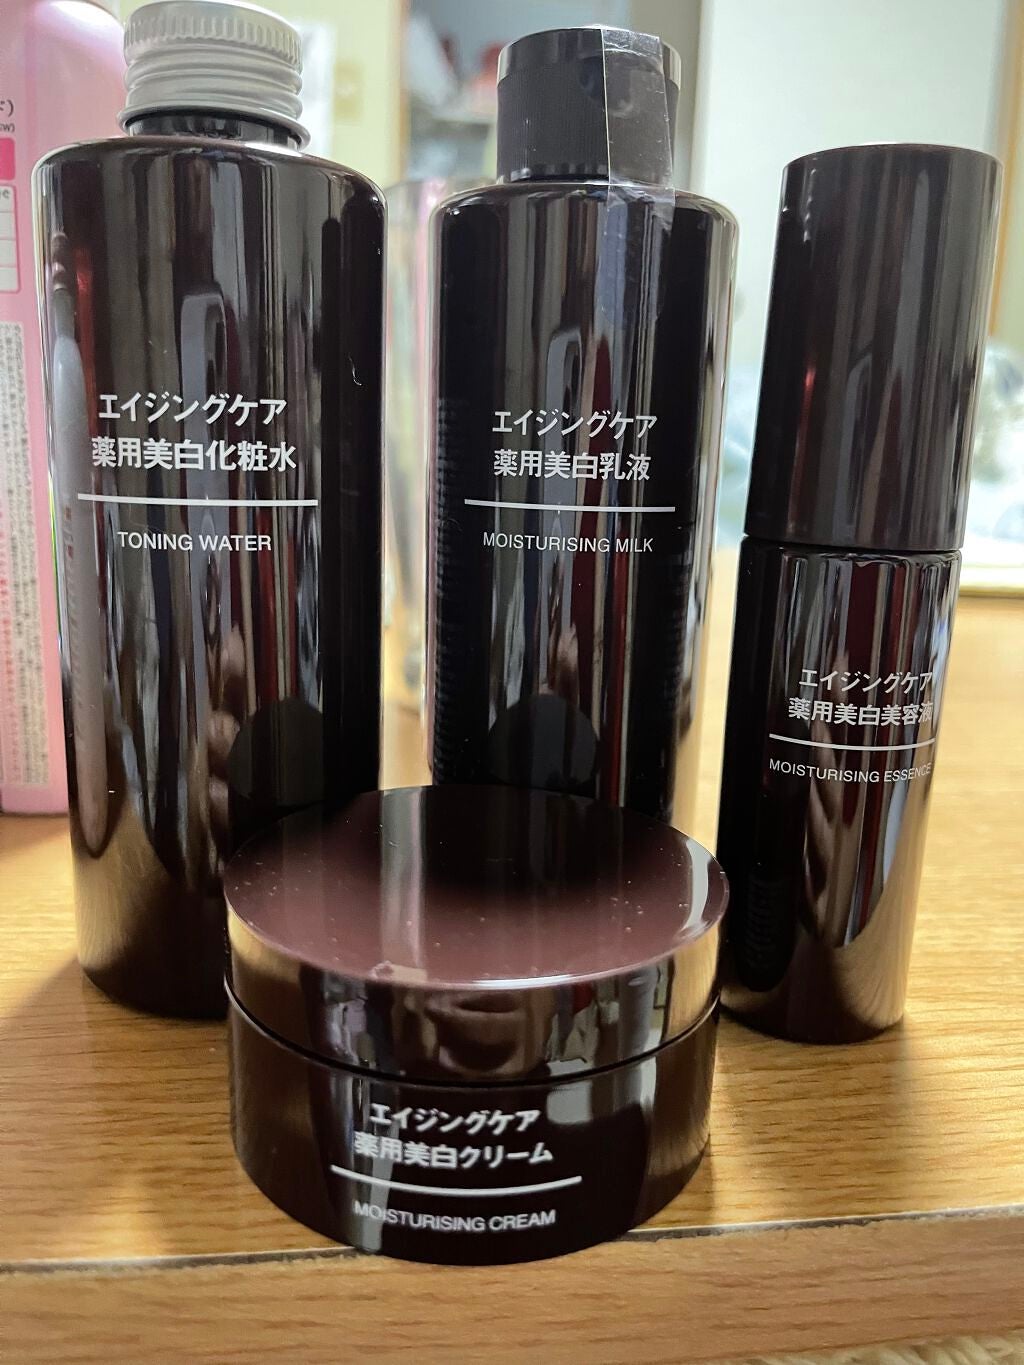 エイジングケア
薬用美白化粧水
TONING WATER
エイジングケア
薬用美白乳液
MOISTURISING MILK
エイジングケア
薬用美白美容液
MOISTURISING ESSENCE
エイジングケア
薬用美白クリーム
MOISTURISING CREAM